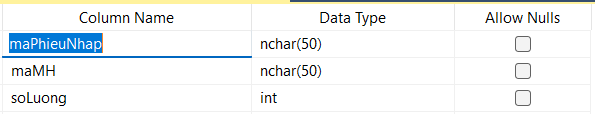 Column Name Data Type Allow Nulls
maPhieuNhap nchar(50)
maMH nchar(50)
soLuong int